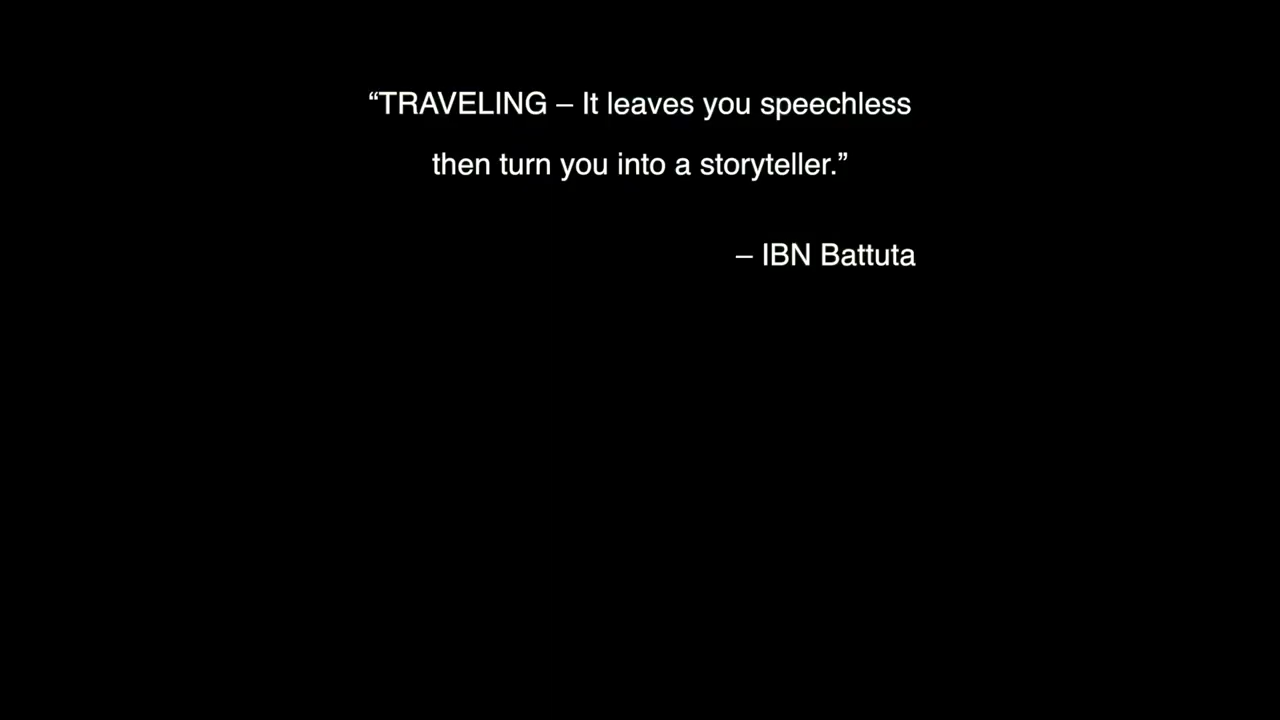 “TRAVELING – It leaves you speechless
then turn you into a storyteller.”
– IBN Battuta